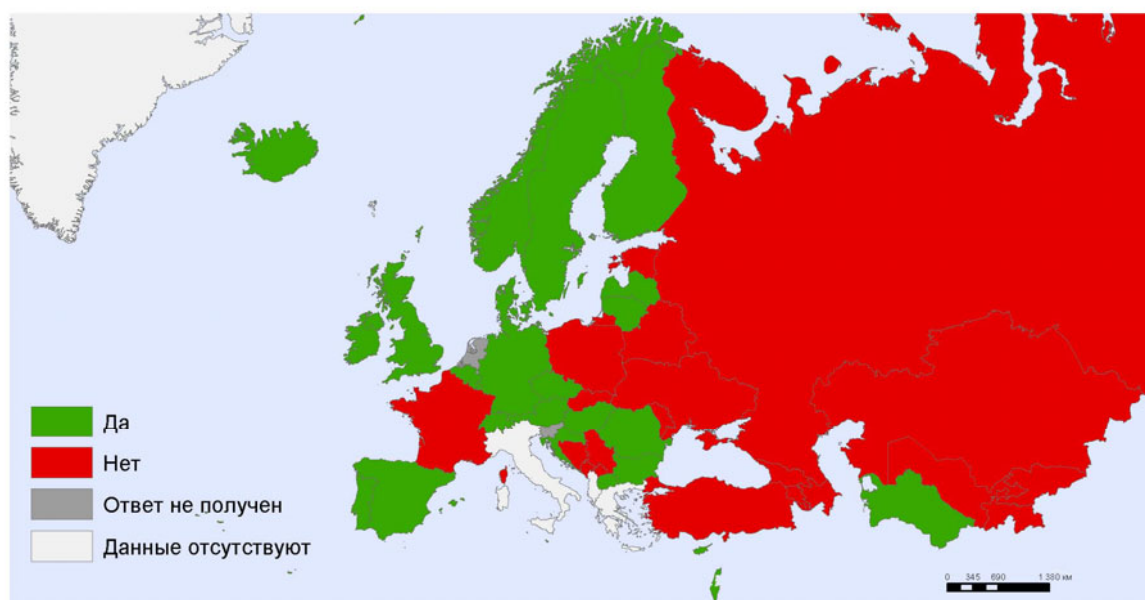 Да
Нет
Ответ не получен
Данные отсутствуют
0 345 690 1 380 км